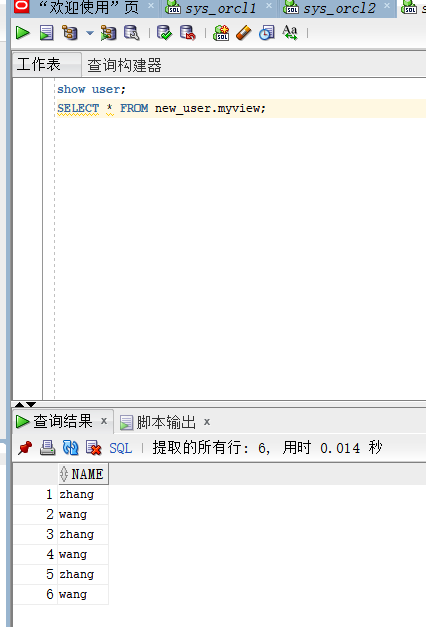 “欢迎使用”页 × sys_orcl1 × sys_orcl2 ×
工作表 查询构建器
show user;
SELECT * FROM new_user.myview;
查询结果 × 脚本输出 ×
SQL | 提取的所有行: 6, 用时 0.014 秒
NAME
1 zhang
2 wang
3 zhang
4 wang
5 zhang
6 wang